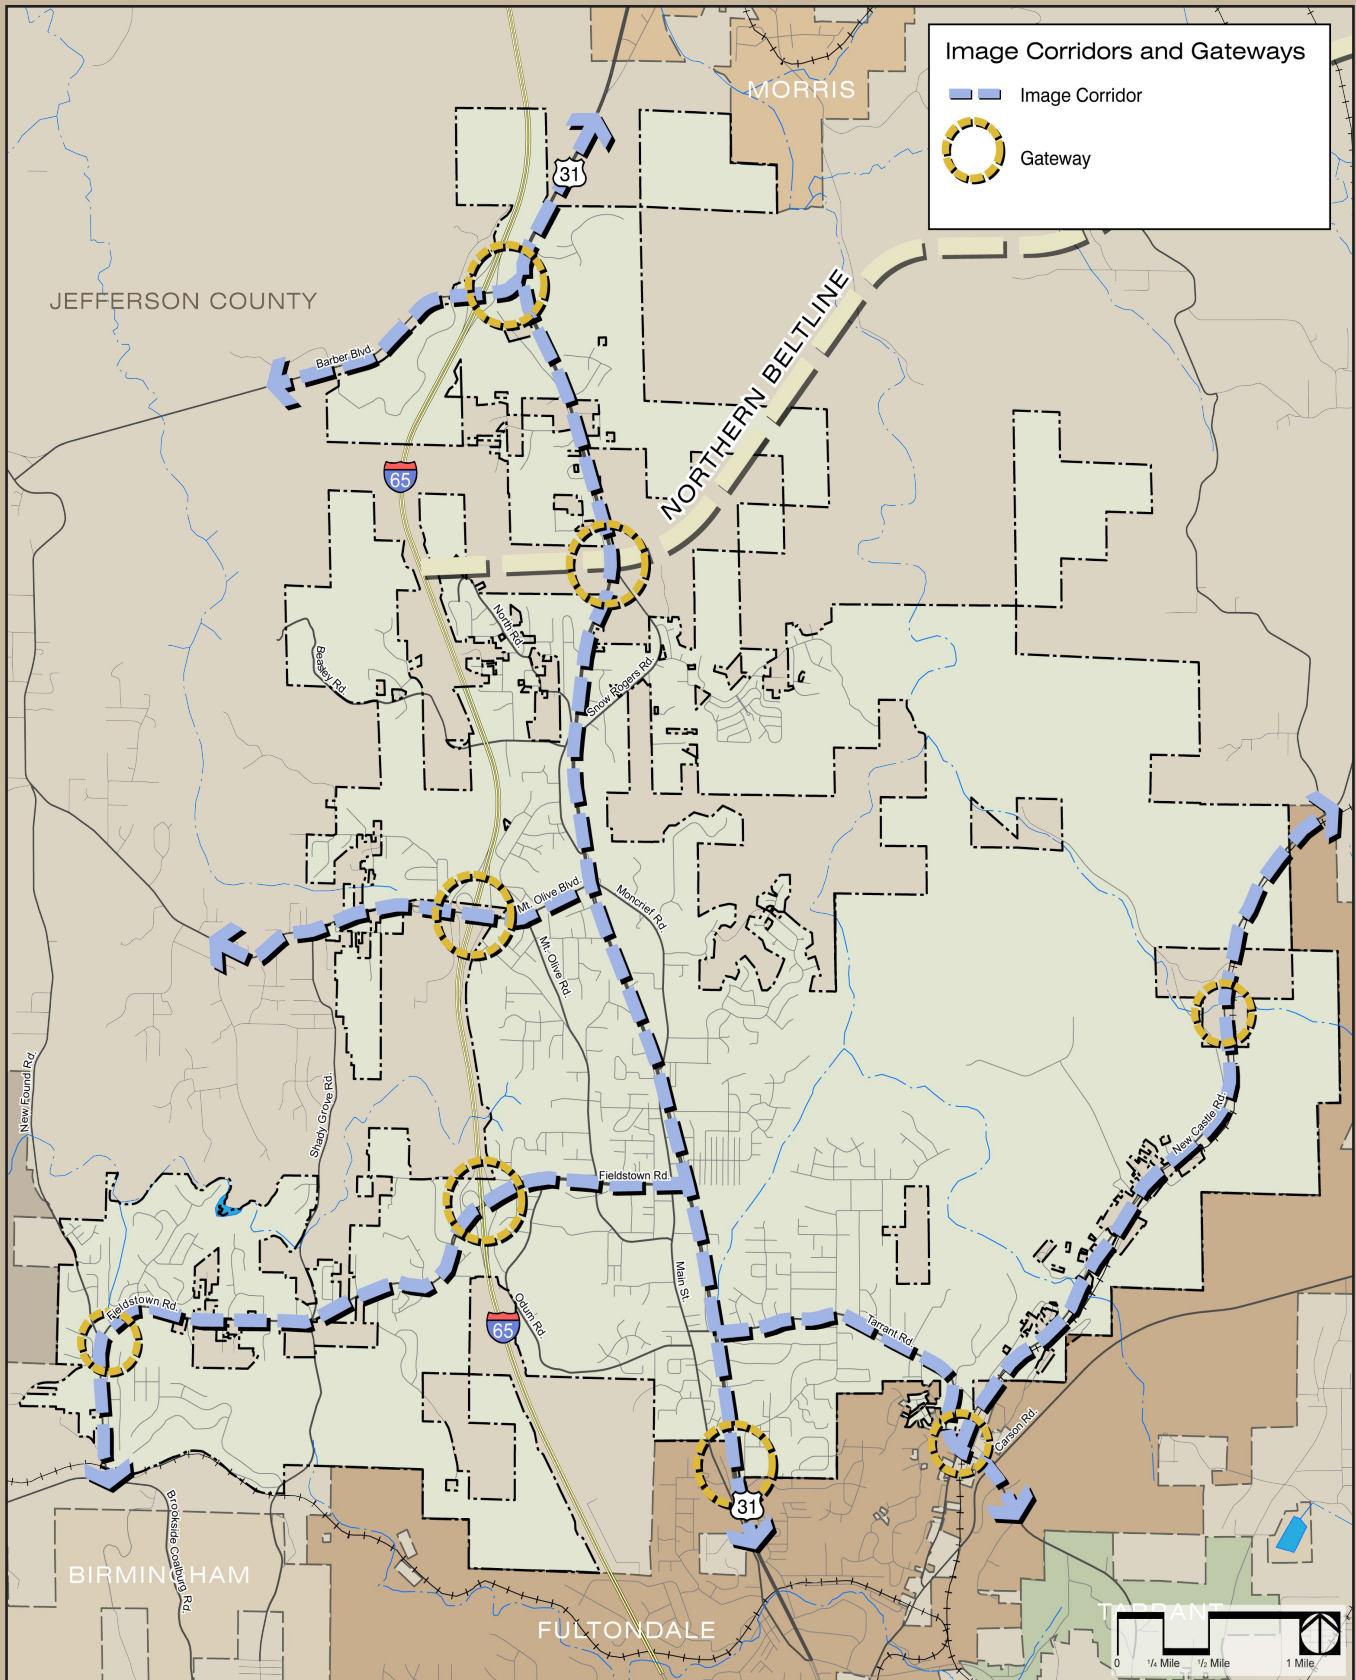 Image Corridors and Gateways
Image Corridor
Gateway
MORRIS
31
JEFFERSON COUNTY
Barber Blvd.
NORTHERN BELTLINE
65
North Rd.
Beasley Rd.
Snow Rogers Rd.
Mt. Olive Blvd.
Moncrief Rd.
Mt. Olive Rd.
New Found Rd.
Shady Grove Rd.
New Castle Rd.
Fieldstown Rd.
Main St.
Fieldstown Rd.
Odum Rd.
65
Tarrant Rd.
Carson Rd.
31
Brookside Coalburg Rd.
BIRMINGHAM
FULTONDALE
TARRANT
0 1/4 Mile 1/2 Mile 1 Mile